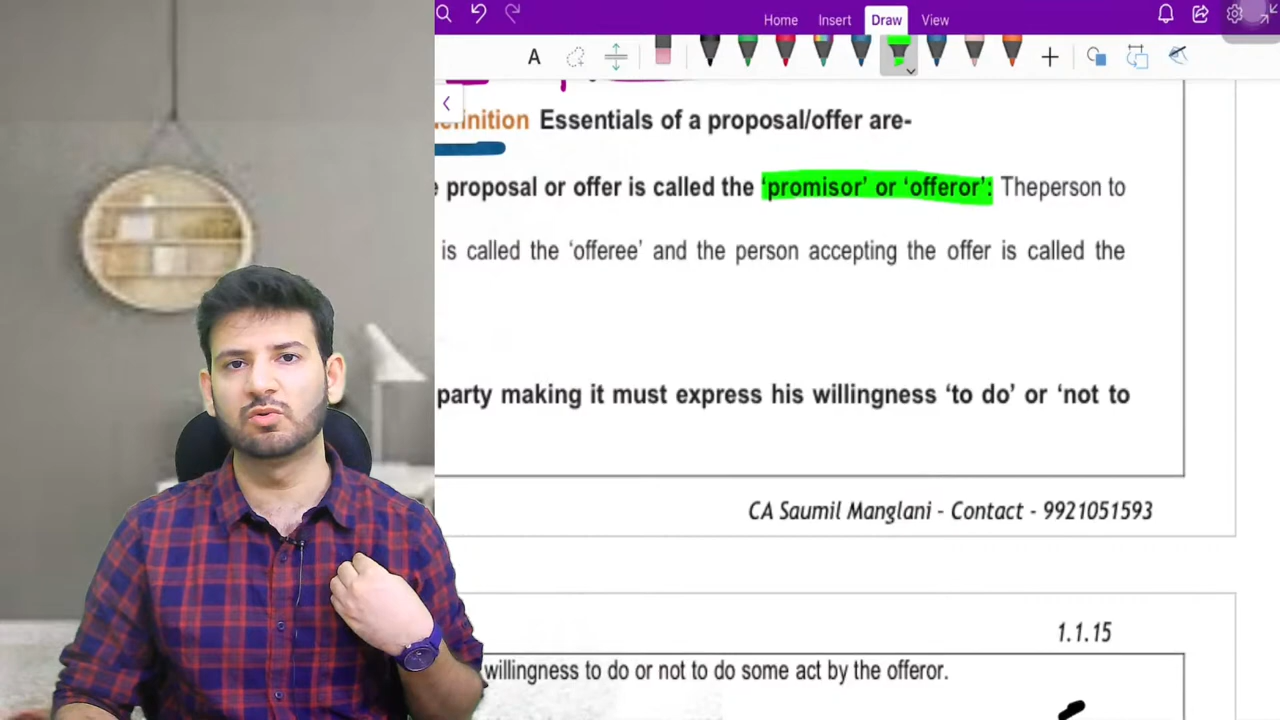 Home Insert Draw View
A
Essentials of a proposal/offer are-
proposal or offer is called the ‘promisor’ or ‘offeror’: Theperson to
is called the ‘offeree’ and the person accepting the offer is called the
party making it must express his willingness ‘to do’ or ‘not to
CA Saumil Manglani - Contact - 9921051593
1.1.15
willingness to do or not to do some act by the offeror.